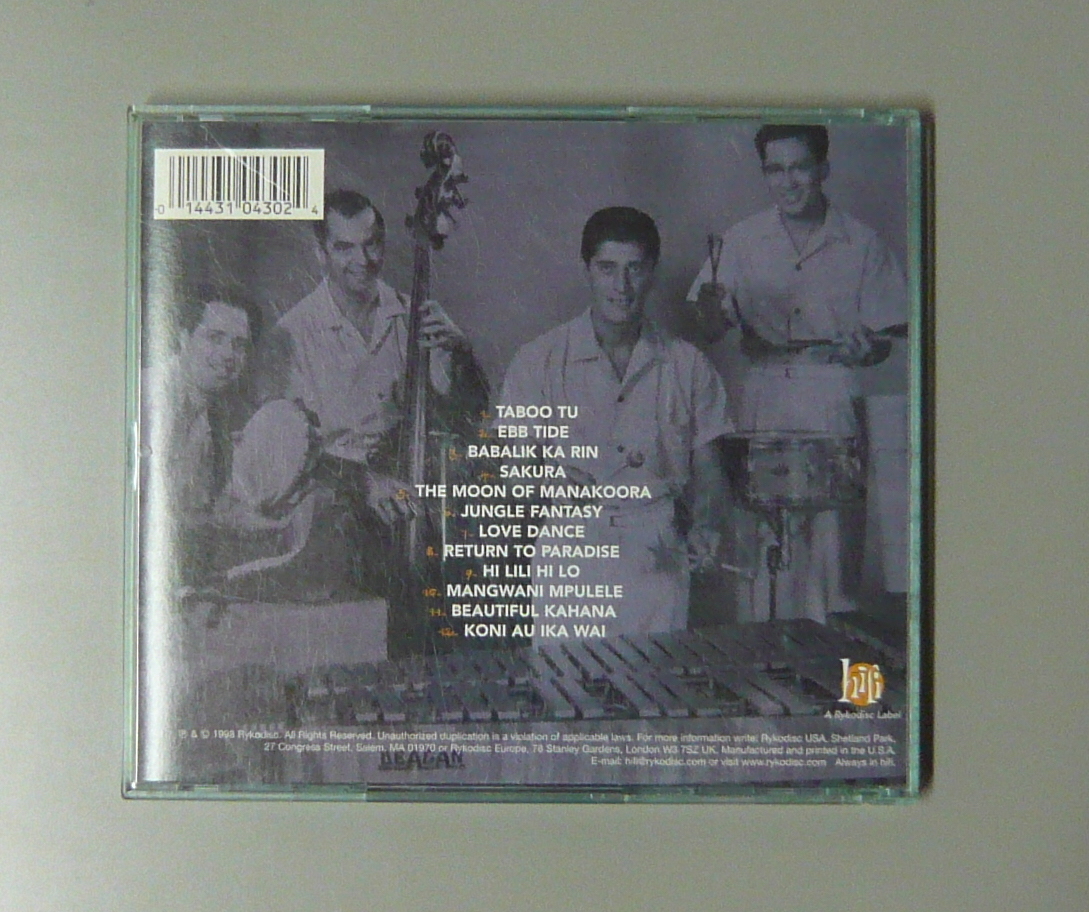 0 14431 04302 4
1. TABOO TU
2. EBB TIDE
3. BABALIK KA RIN
4. SAKURA
5. THE MOON OF MANAKOORA
6. JUNGLE FANTASY
7. LOVE DANCE
8. RETURN TO PARADISE
9. HI LILI HI LO
10. MANGWANI MPULELE
11. BEAUTIFUL KAHANA
12. KONI AU IKA WAI
hifi
A Rykodisc Label
℗ & © 1998 Rykodisc. All Rights Reserved. Unauthorized duplication is a violation of applicable laws. For more information write: Rykodisc USA, Shetland Park,
27 Congress Street, Salem, MA 01970 or Rykodisc Europe, 78 Stanley Gardens, London W3 7SZ UK. Manufactured and printed in the U.S.A.
E-mail: hifi@rykodisc.com or visit www.rykodisc.com Always in hifi.